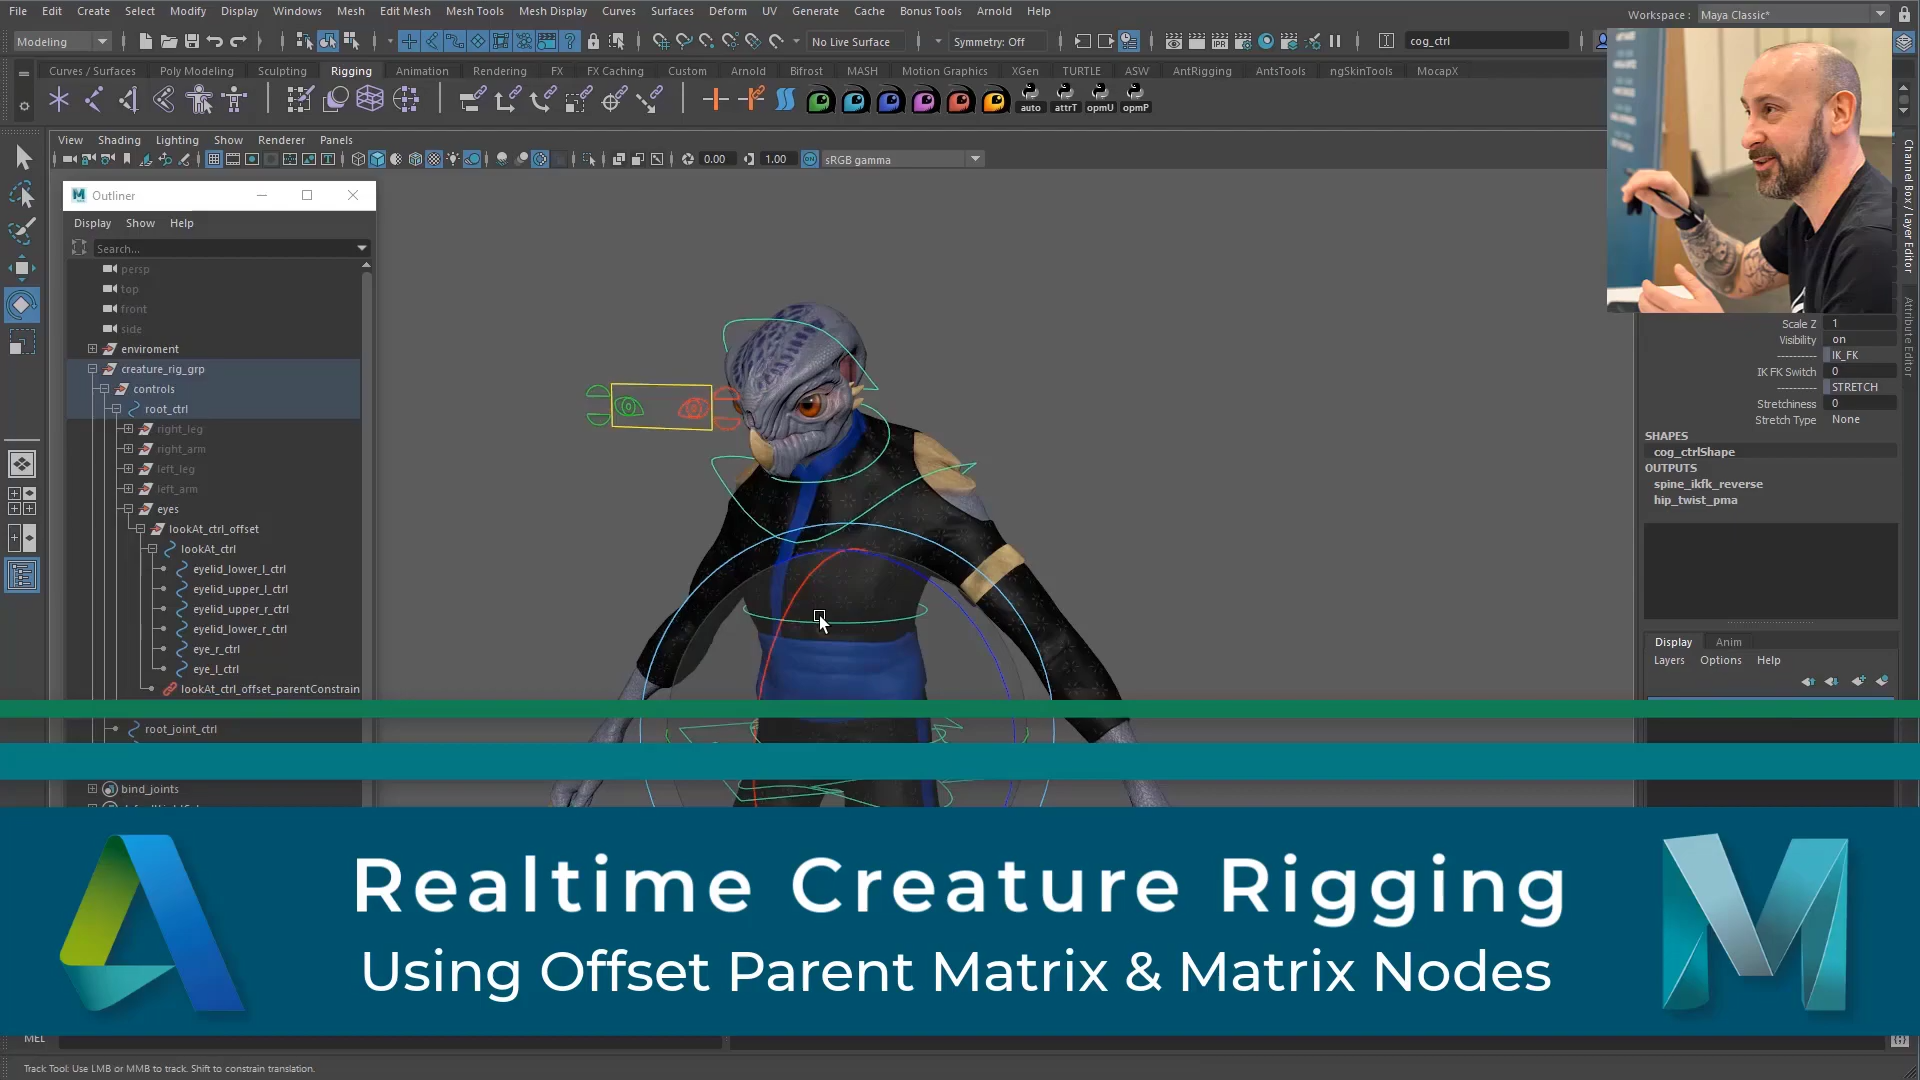 File Edit Create Select Modify Display Windows Mesh Edit Mesh Mesh Tools Mesh Display Curves Surfaces Deform UV Generate Cache Bonus Tools Arnold Help
Workspace : Maya Classic*
Modeling
No Live Surface
Symmetry: Off
cog_ctrl
Curves / Surfaces Poly Modeling Sculpting Rigging Animation Rendering FX FX Caching Custom Arnold Bifrost MASH Motion Graphics XGen TURTLE ASW AntRigging AntsTools ngSkinTools MocapX
IPR
auto attrT opmU opmP
View Shading Lighting Show Renderer Panels
0.00 1.00 sRGB gamma
Channel Box / Layer Editor
Attribute Editor
Outliner
Display Show Help
Search...
persp
top
front
side
enviroment
creature_rig_grp
controls
root_ctrl
right_leg
right_arm
left_leg
left_arm
eyes
lookAt_ctrl_offset
lookAt_ctrl
eyelid_lower_l_ctrl
eyelid_upper_l_ctrl
eyelid_upper_r_ctrl
eyelid_lower_r_ctrl
eye_r_ctrl
eye_l_ctrl
lookAt_ctrl_offset_parentConstrain
root_joint_ctrl
bind_joints
Scale Z 1
Visibility on
---------- IK_FK
IK FK Switch 0
---------- STRETCH
Stretchiness 0
Stretch Type None
SHAPES
cog_ctrlShape
OUTPUTS
spine_ikfk_reverse
hip_twist_pma
Display Anim
Layers Options Help
Realtime Creature Rigging
Using Offset Parent Matrix & Matrix Nodes
MEL
Track Tool: Use LMB or MMB to track. Shift to constrain translation.